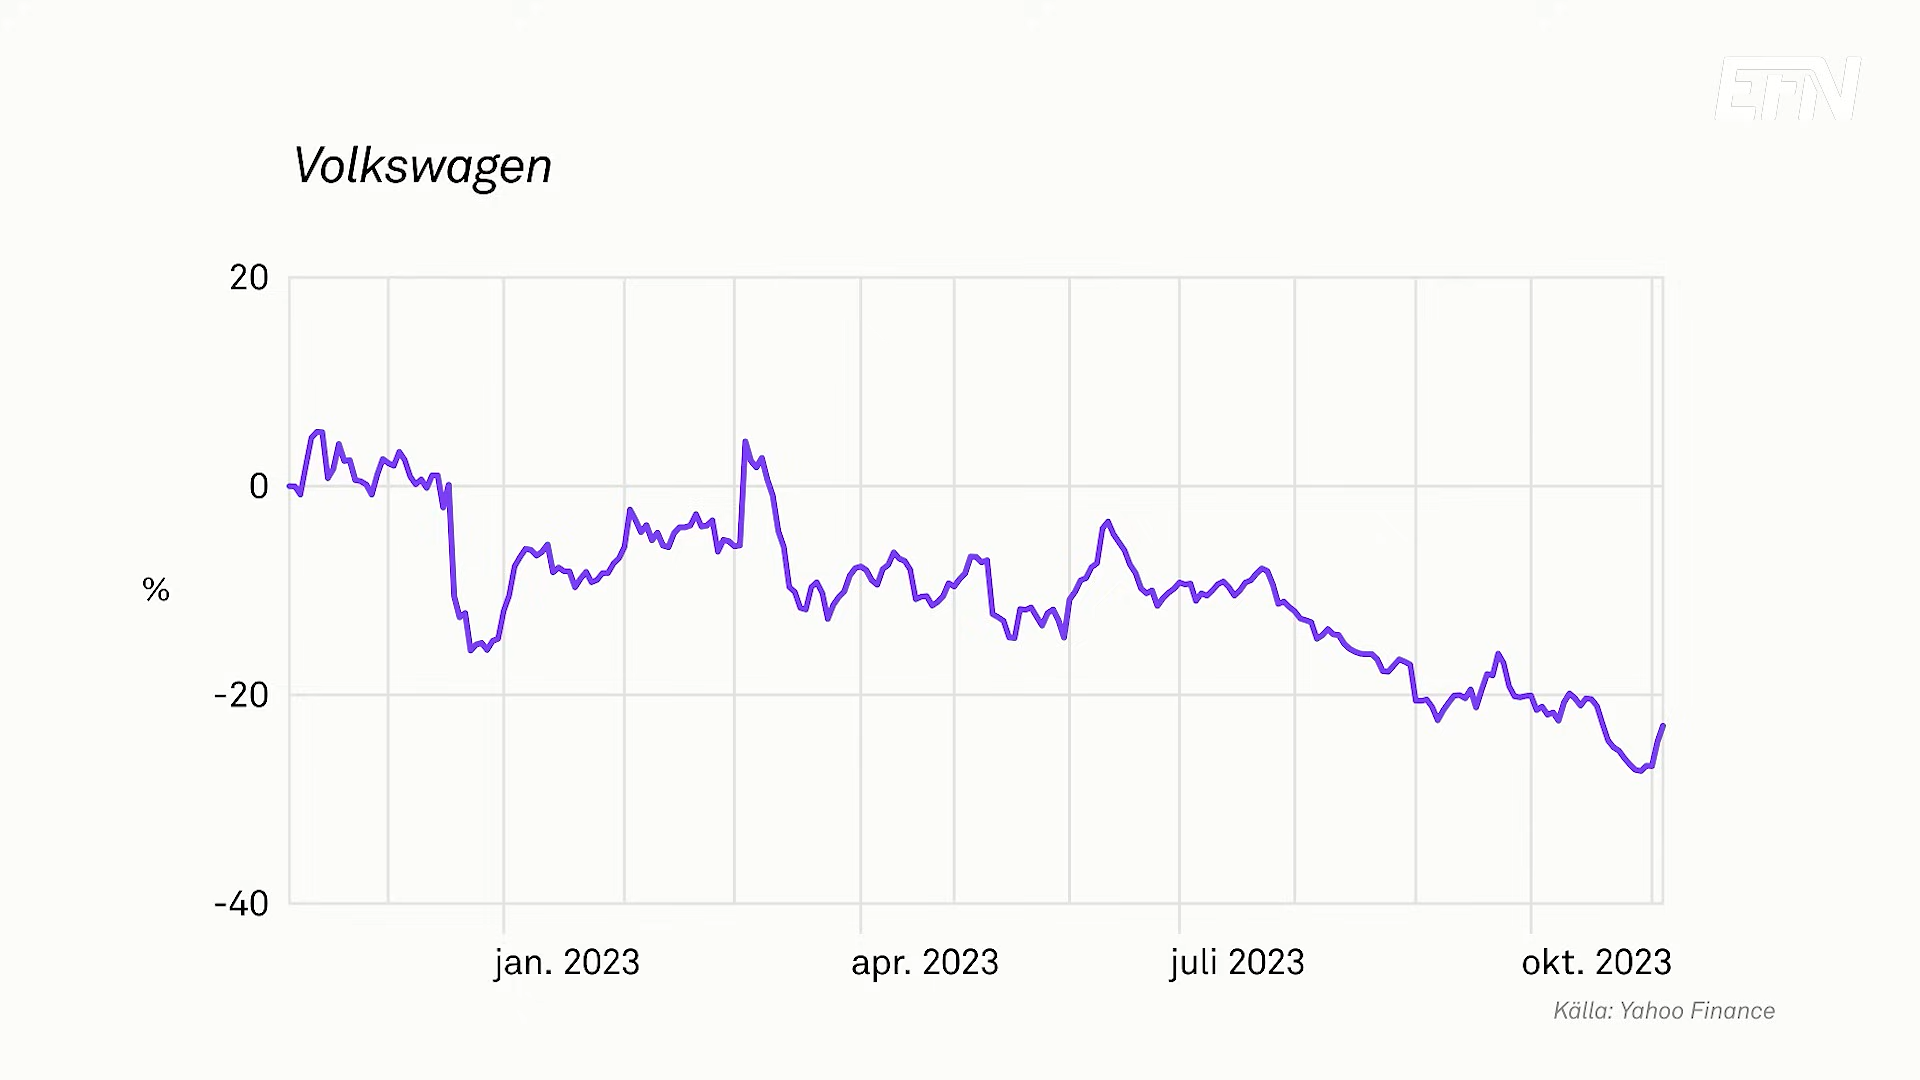 EFN
Volkswagen
20
0
%
-20
-40
jan. 2023
apr. 2023
juli 2023
okt. 2023
Källa: Yahoo Finance